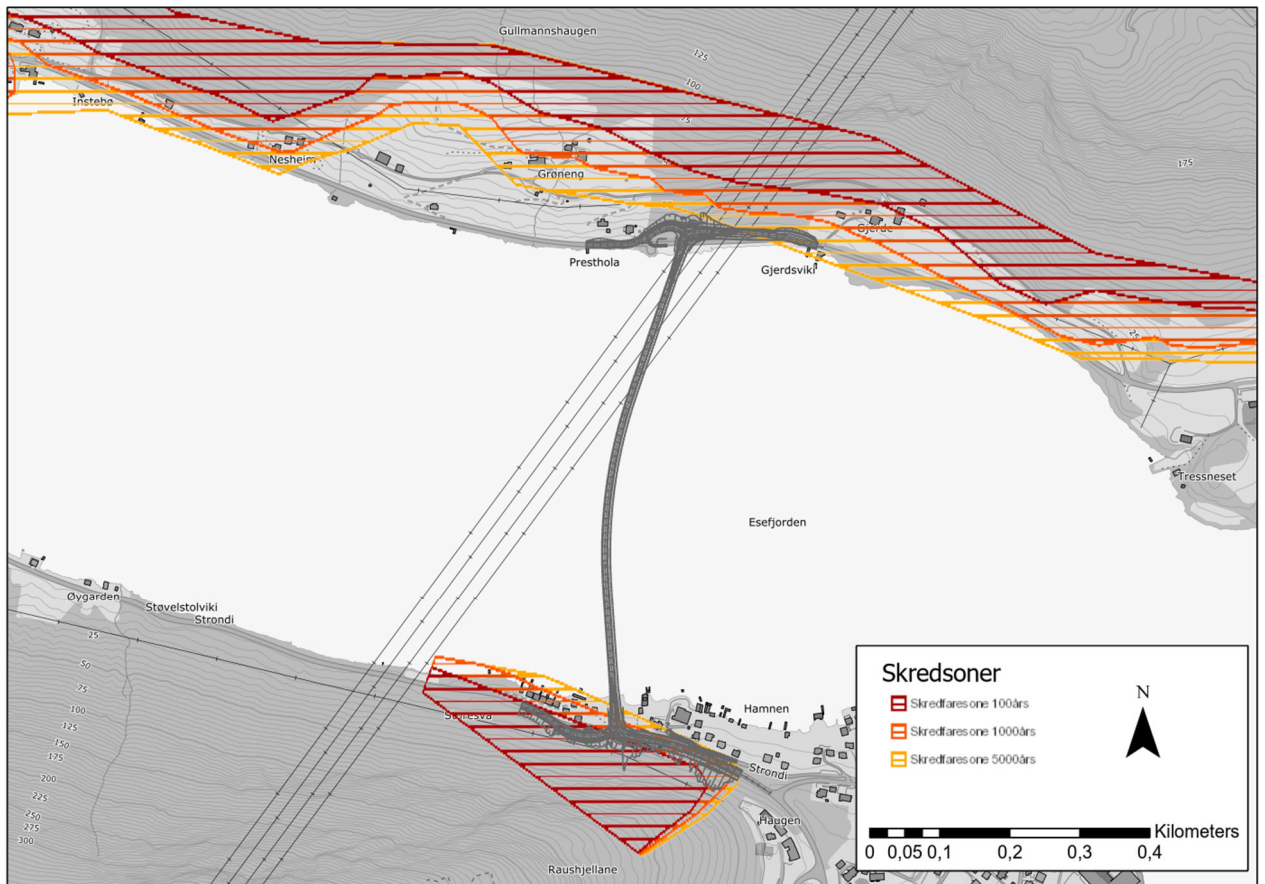 Gullmannshaugen
125
100
75
Instebø
Nesheim
Grøneng
175
Gjerde
Presthola
Gjerdsviki
25
Tressneset
Esefjorden
Øygarden
Støvelstolviki
Strondi
25
50
75
100
125
150
175
200
225
250
275
300
Hamnen
Strondi
Haugen
Raushjellane
Skredsoner
Skredfaresone 100års
Skredfaresone 1000års
Skredfaresone 5000års
N
Kilometers
0 0,05 0,1 0,2 0,3 0,4